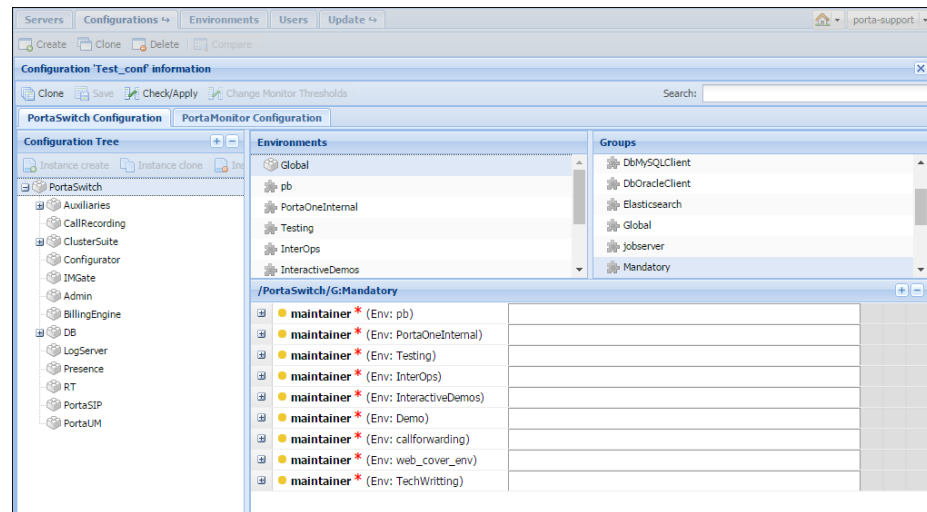 Servers Configurations ↪ Environments Users Update ↪ porta-support
Create Clone Delete Compare
Configuration 'Test_conf' information
Clone Save Check/Apply Change Monitor Thresholds Search:
PortaSwitch Configuration PortaMonitor Configuration
Configuration Tree
Instance create Instance clone Ins
PortaSwitch
Auxiliaries
CallRecording
ClusterSuite
Configurator
IMGate
Admin
BillingEngine
DB
LogServer
Presence
RT
PortaSIP
PortaUM
Environments
Global
pb
PortaOneInternal
Testing
InterOps
InteractiveDemos
Groups
DbMySQLClient
DbOracleClient
Elasticsearch
Global
jobserver
Mandatory
/PortaSwitch/G:Mandatory
maintainer * (Env: pb)
maintainer * (Env: PortaOneInternal)
maintainer * (Env: Testing)
maintainer * (Env: InterOps)
maintainer * (Env: InteractiveDemos)
maintainer * (Env: Demo)
maintainer * (Env: callforwarding)
maintainer * (Env: web_cover_env)
maintainer * (Env: TechWritting)